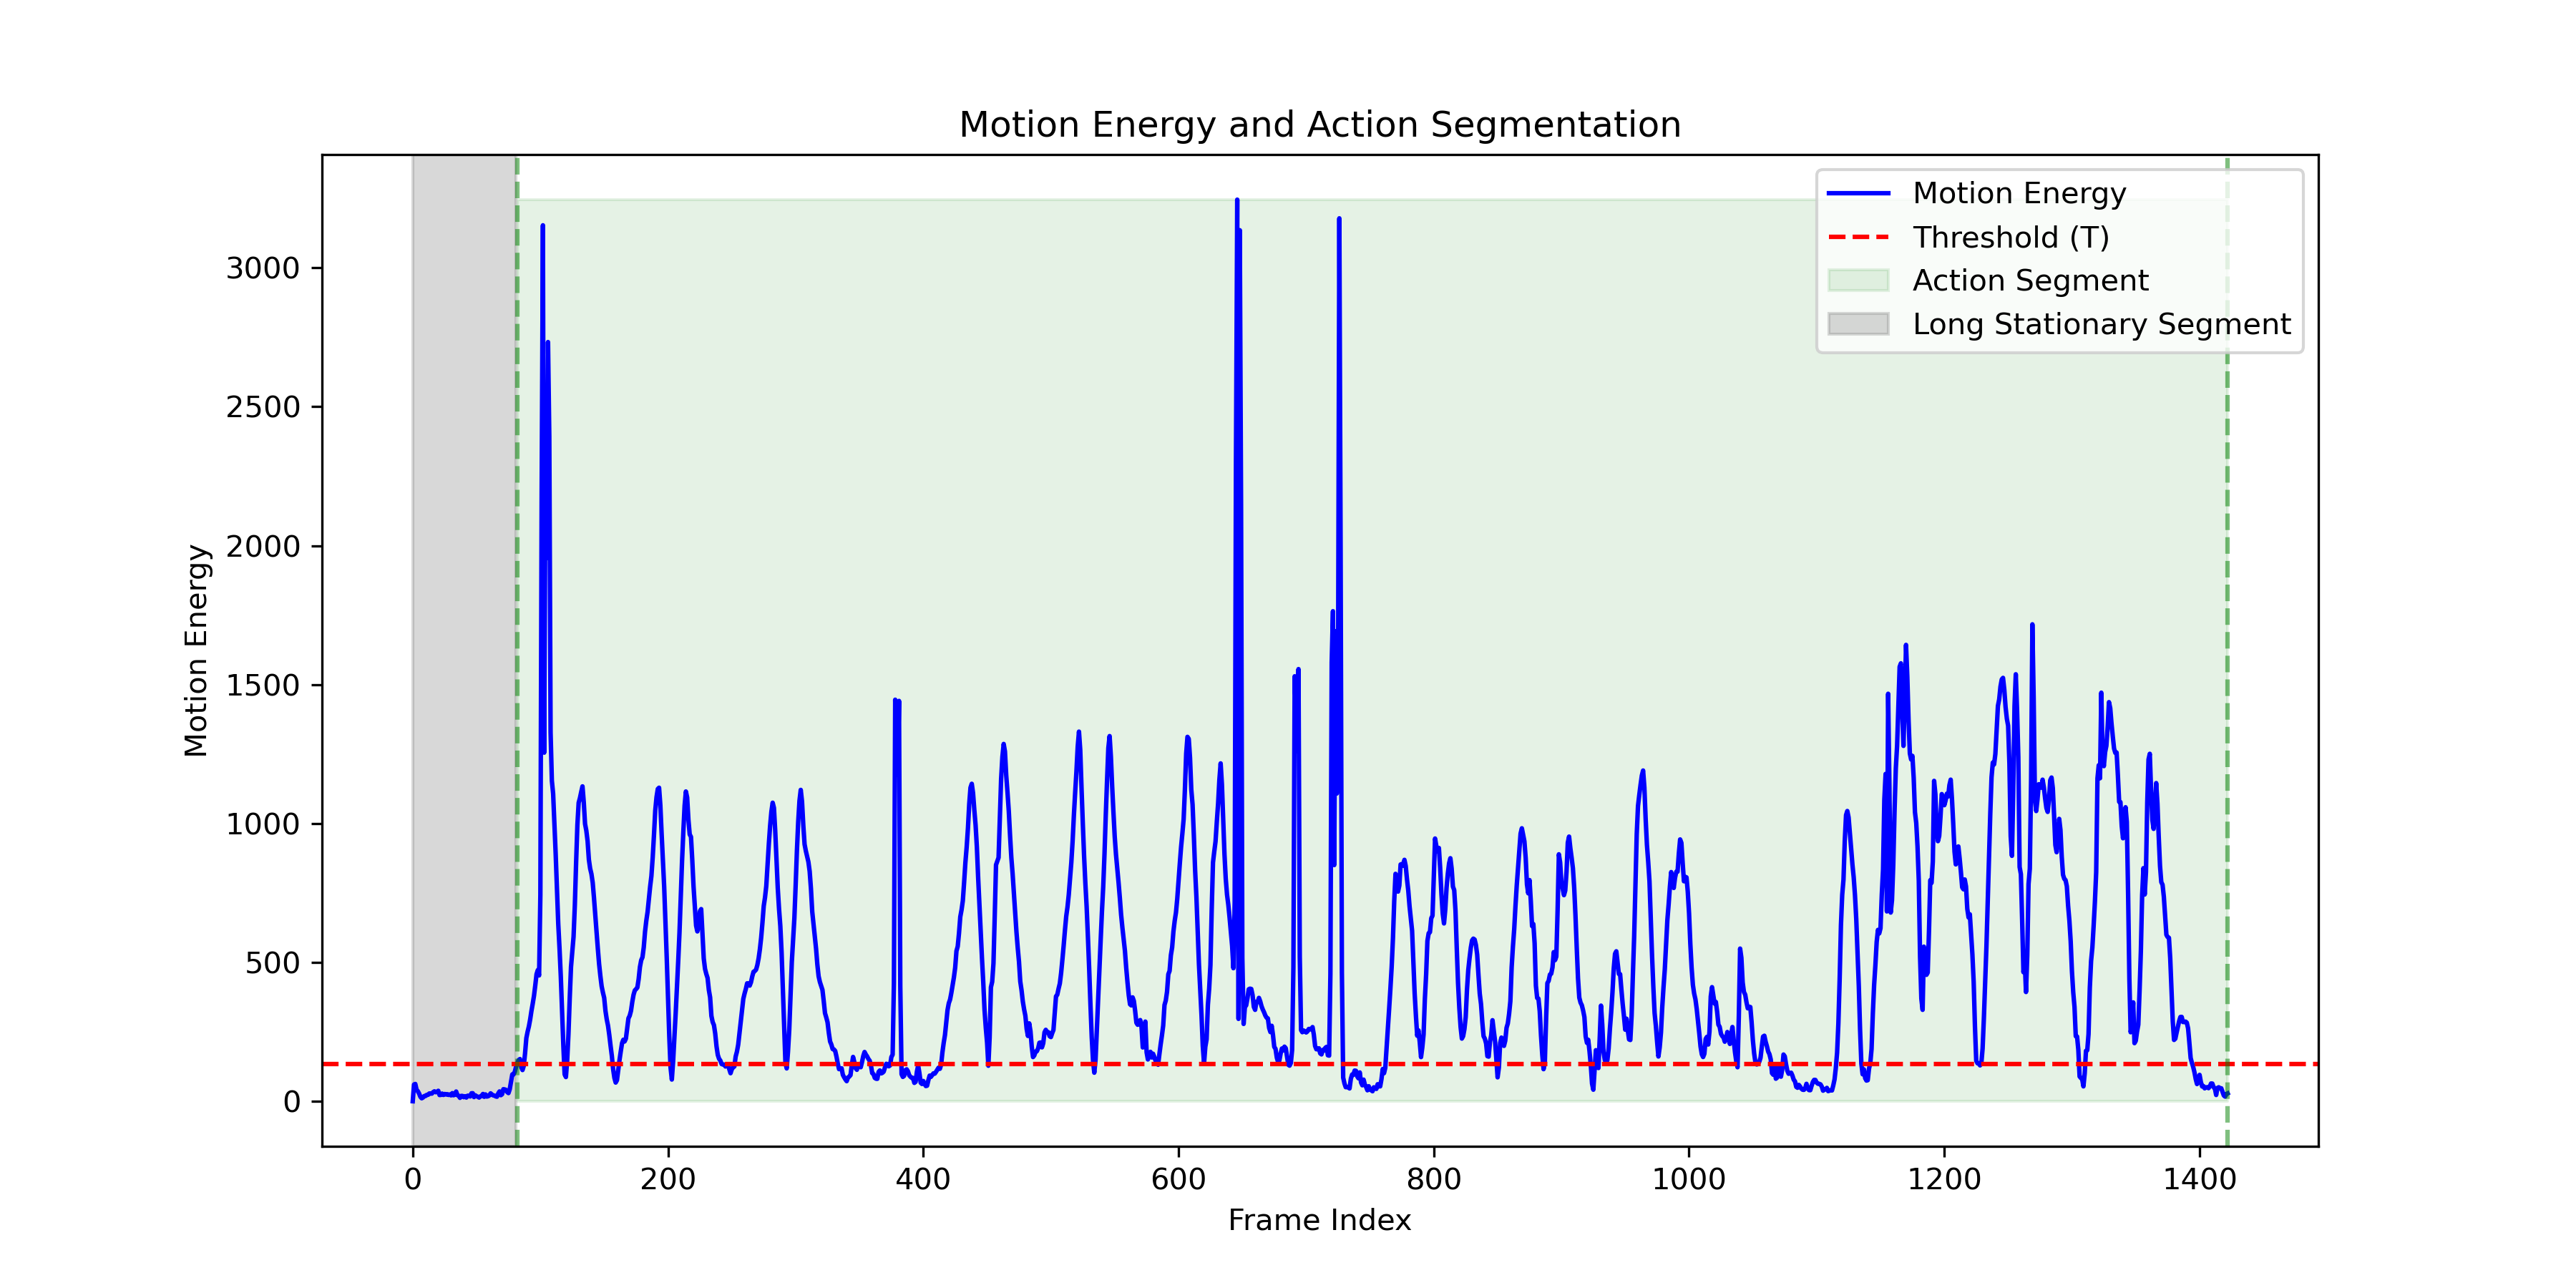 Motion Energy and Action Segmentation
Motion Energy
Threshold (T)
Action Segment
Long Stationary Segment
Motion Energy
3000
2500
2000
1500
1000
500
0
0 200 400 600 800 1000 1200 1400
Frame Index